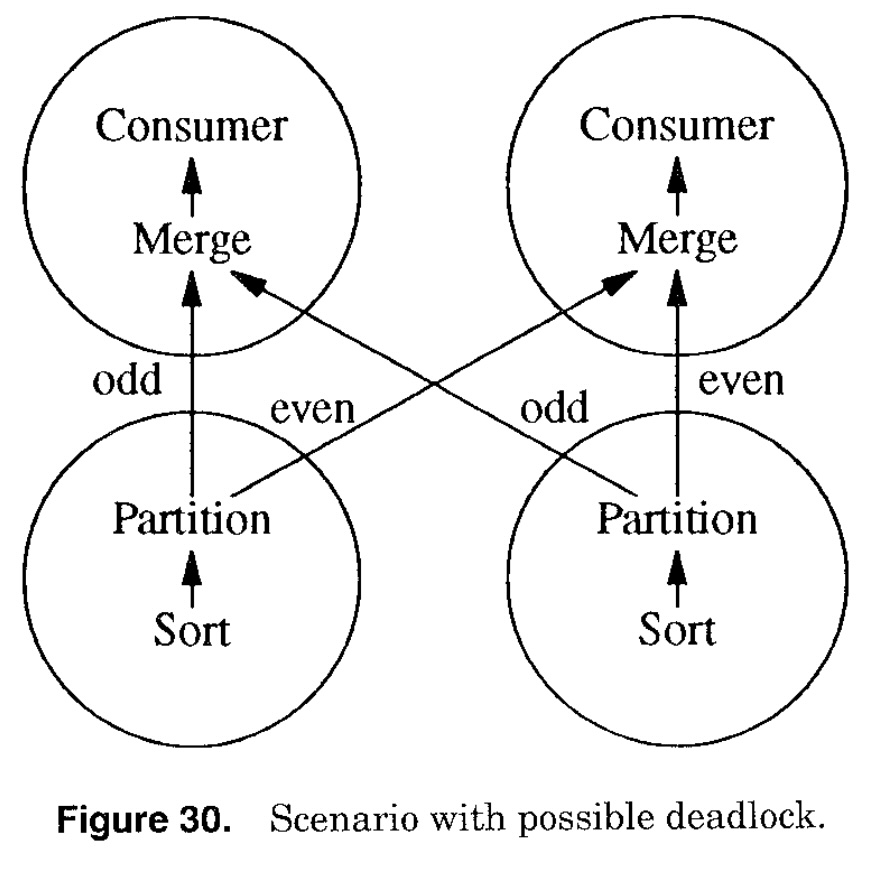 Consumer Consumer
Merge Merge
odd even
even odd
Partition Partition
Sort Sort
Figure 30. Scenario with possible deadlock.